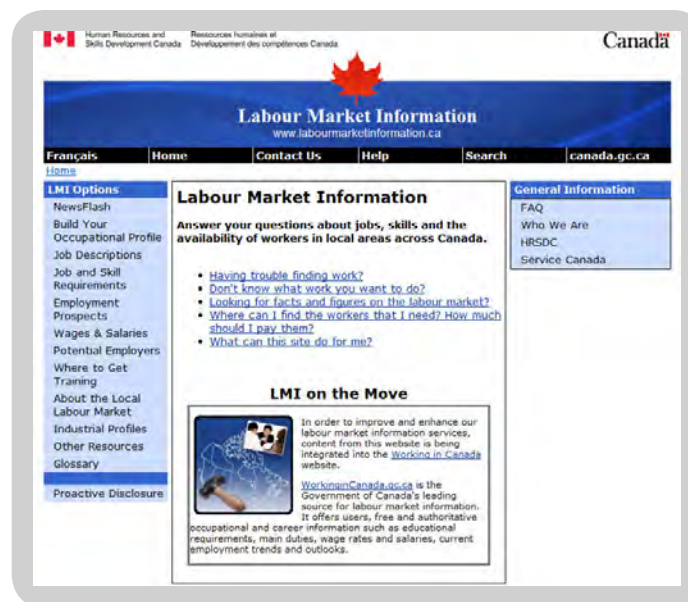 Human Resources and
Skills Development Canada
Ressources humaines et
Développement des compétences Canada
Canada
Labour Market Information
www.labourmarketinformation.ca
Français Home Contact Us Help Search canada.gc.ca
Home
LMI Options
NewsFlash
Build Your
Occupational Profile
Job Descriptions
Job and Skill
Requirements
Employment
Prospects
Wages & Salaries
Potential Employers
Where to Get
Training
About the Local
Labour Market
Industrial Profiles
Other Resources
Glossary
Proactive Disclosure
Labour Market Information
Answer your questions about jobs, skills and the
availability of workers in local areas across Canada.
• Having trouble finding work?
• Don't know what work you want to do?
• Looking for facts and figures on the labour market?
• Where can I find the workers that I need? How much
should I pay them?
• What can this site do for me?
LMI on the Move
In order to improve and enhance our
labour market information services,
content from this website is being
integrated into the Working in Canada
website.
WorkinginCanada.gc.ca is the
Government of Canada's leading
source for labour market information.
It offers users, free and authoritative
occupational and career information such as educational
requirements, main duties, wage rates and salaries, current
employment trends and outlooks.
General Information
FAQ
Who We Are
HRSDC
Service Canada